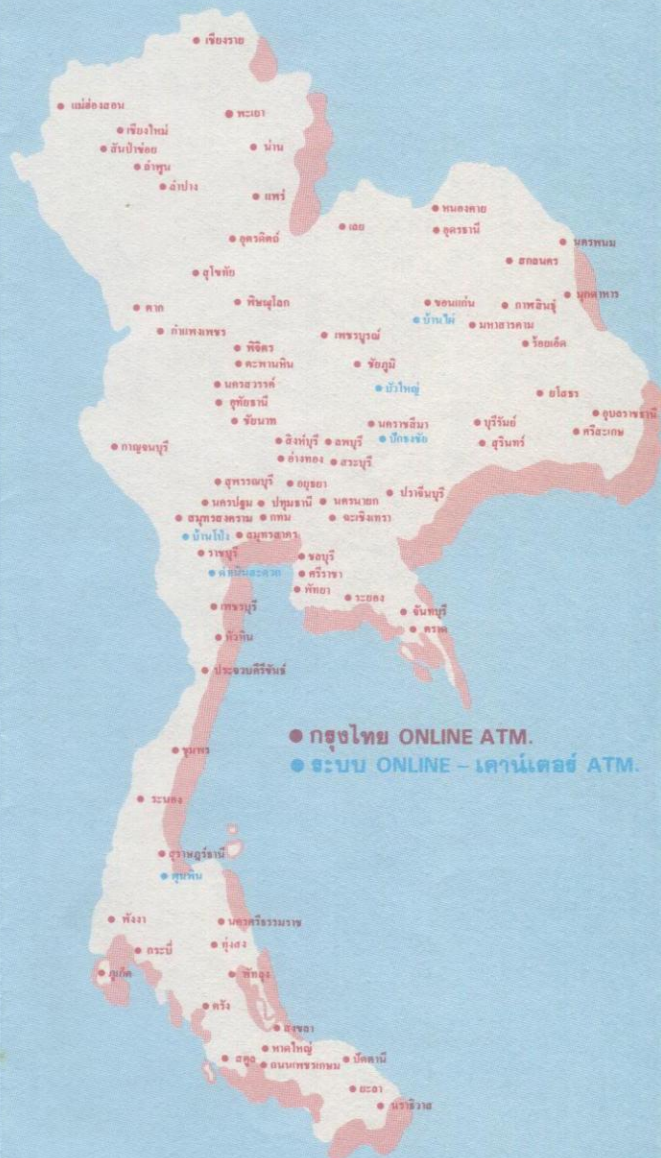 เชียงราย
แม่ฮ่องสอน
พะเยา
เชียงใหม่
สันป่าข่อย
น่าน
ลำพูน
ลำปาง
แพร่
หนองคาย
เลย
อุดรธานี
อุตรดิตถ์
นครพนม
สกลนคร
สุโขทัย
มุกดาหาร
พิษณุโลก
ขอนแก่น
กาฬสินธุ์
ตาก
บ้านไผ่
มหาสารคาม
กำแพงเพชร
เพชรบูรณ์
ร้อยเอ็ด
พิจิตร
ตะพานหิน
ชัยภูมิ
นครสวรรค์
บัวใหญ่
ยโสธร
อุทัยธานี
อุบลราชธานี
ชัยนาท
นครราชสีมา
บุรีรัมย์
ศรีสะเกษ
กาญจนบุรี
สิงห์บุรี
ลพบุรี
ปักธงชัย
สุรินทร์
อ่างทอง
สระบุรี
สุพรรณบุรี
อยุธยา
ปราจีนบุรี
นครปฐม
ปทุมธานี
นครนายก
สมุทรสงคราม
กทม
ฉะเชิงเทรา
บ้านโป่ง
สมุทรสาคร
ราชบุรี
ชลบุรี
ดำเนินสะดวก
ศรีราชา
พัทยา
ระยอง
เพชรบุรี
จันทบุรี
ตราด
หัวหิน
ประจวบคีรีขันธ์
● กรุงไทย ONLINE ATM.
● ระบบ ONLINE – เคาน์เตอร์ ATM.
ชุมพร
ระนอง
สุราษฎร์ธานี
พุนพิน
พังงา
นครศรีธรรมราช
กระบี่
ทุ่งสง
ภูเก็ต
พัทลุง
ตรัง
สงขลา
หาดใหญ่
สตูล
ถนนเพชรเกษม
ปัตตานี
ยะลา
นราธิวาส